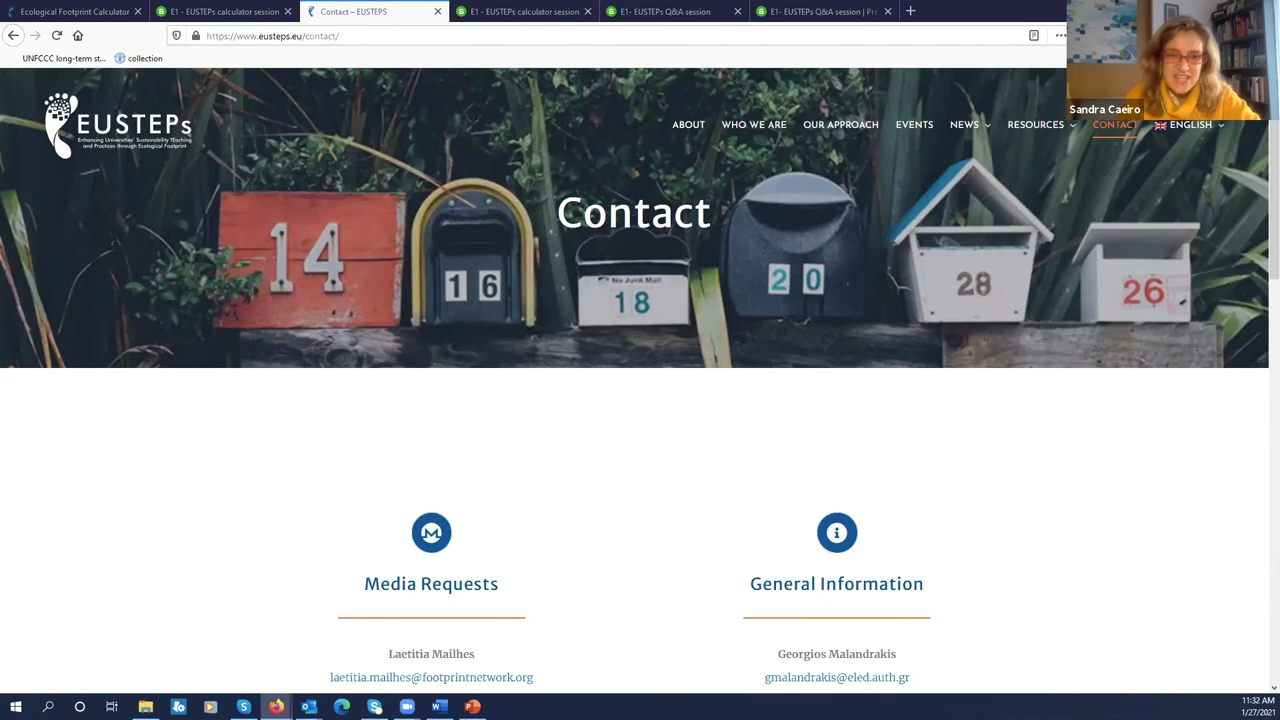 Ecological Footprint Calculator
E1 - EUSTEPs calculator session
Contact – EUSTEPS
E1 - EUSTEPs calculator session
E1- EUSTEPs Q&A session
E1- EUSTEPs Q&A session | Pre
https://www.eusteps.eu/contact/
UNFCCC long-term st...
collection
Sandra Caeiro
EUSTEPs
Enhancing Universities' Sustainability TEaching
and Practices through Ecological Footprint
ABOUT
WHO WE ARE
OUR APPROACH
EVENTS
NEWS
RESOURCES
CONTACT
ENGLISH
Contact
14
16
No Junk Mail
18
20
28
26
Media Requests
General Information
Laetitia Mailhes
Georgios Malandrakis
laetitia.mailhes@footprintnetwork.org
gmalandrakis@eled.auth.gr
11:32 AM
1/27/2021